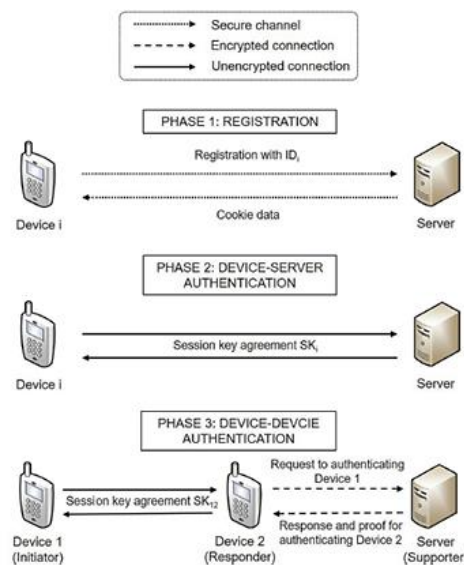 Secure channel
Encrypted connection
Unencrypted connection
PHASE 1: REGISTRATION
Registration with IDi
Cookie data
Device i
Server
PHASE 2: DEVICE-SERVER
AUTHENTICATION
Session key agreement SKi
Device i
Server
PHASE 3: DEVICE-DEVCIE
AUTHENTICATION
Session key agreement SK12
Request to authenticating
Device 1
Response and proof for
authenticating Device 2
Device 1
(Initiator)
Device 2
(Responder)
Server
(Supporter